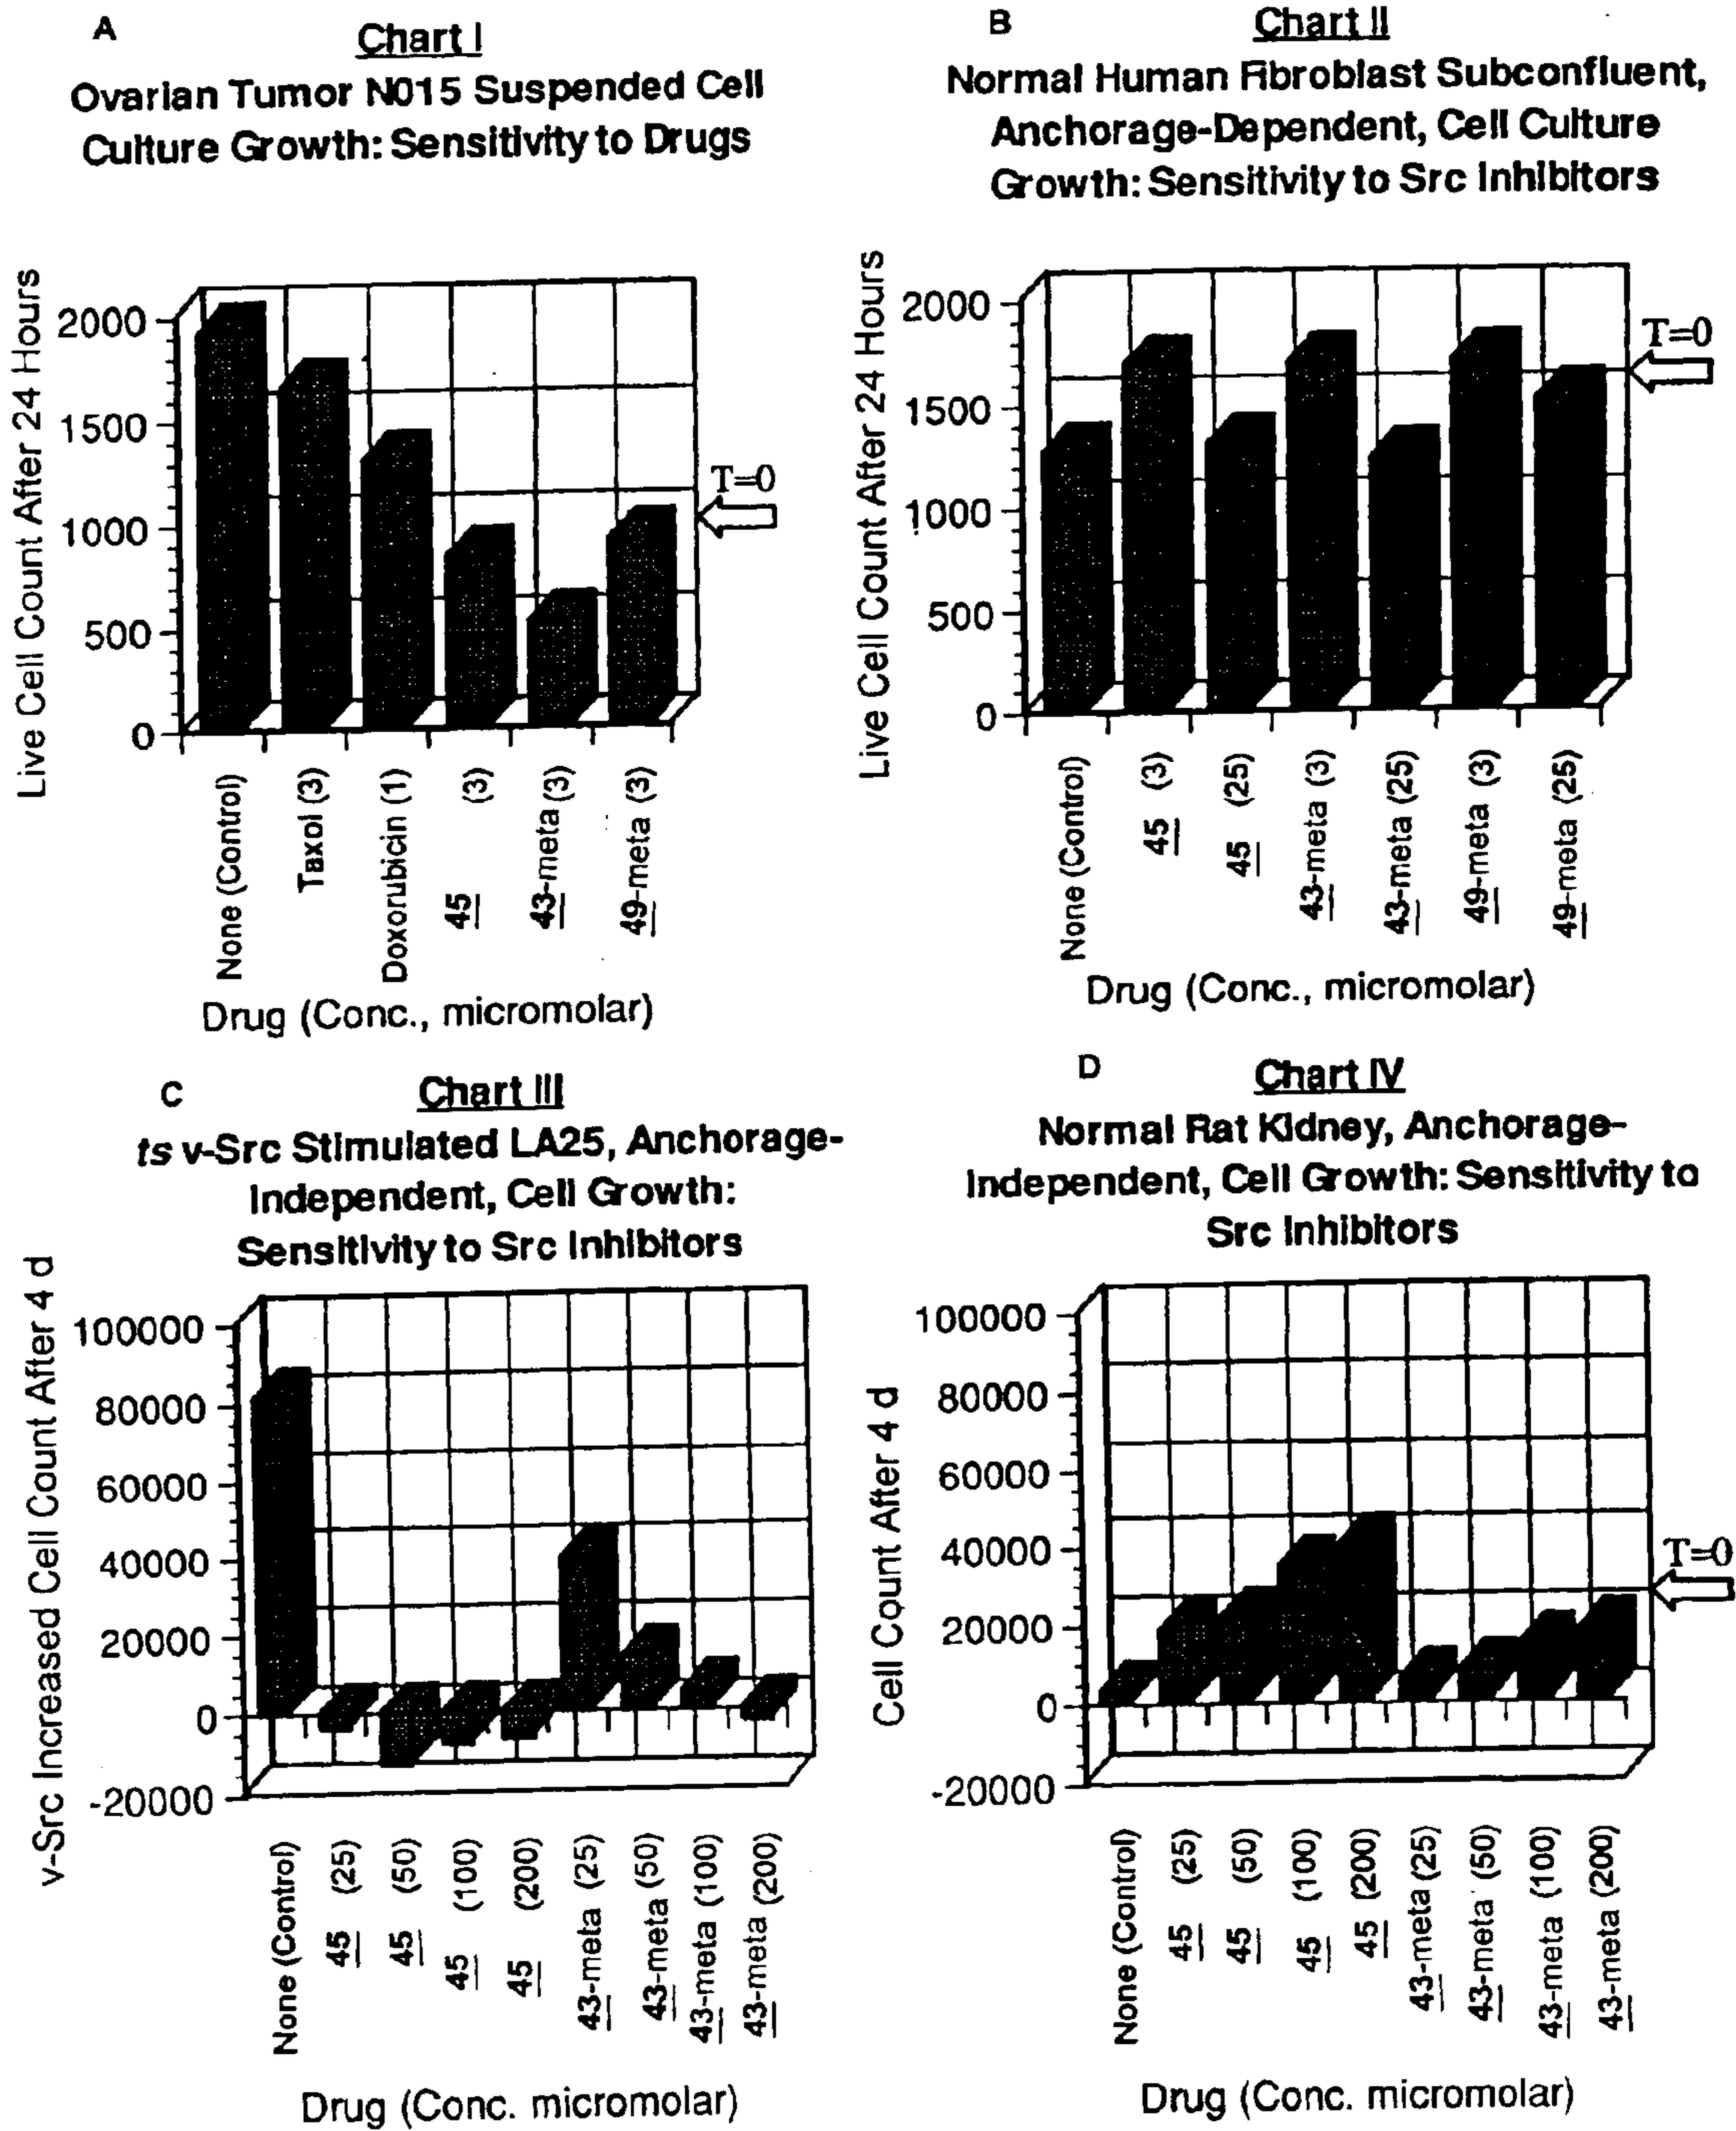 A
Chart I
Ovarian Tumor N015 Suspended Cell
Culture Growth: Sensitivity to Drugs
Live Cell Count After 24 Hours
2000
1500
1000
500
0
T=0
None (Control)
Taxol (3)
Doxorubicin (1)
45 (3)
43-meta (3)
49-meta (3)
Drug (Conc., micromolar)
B
Chart II
Normal Human Fibroblast Subconfluent,
Anchorage-Dependent, Cell Culture
Growth: Sensitivity to Src Inhibitors
Live Cell Count After 24 Hours
2000
1500
1000
500
0
T=0
None (Control)
45 (3)
45 (25)
43-meta (3)
43-meta (25)
49-meta (3)
49-meta (25)
Drug (Conc., micromolar)
C
Chart III
ts v-Src Stimulated LA25, Anchorage-
Independent, Cell Growth:
Sensitivity to Src Inhibitors
v-Src Increased Cell Count After 4 d
100000
80000
60000
40000
20000
0
-20000
None (Control)
45 (25)
45 (50)
45 (100)
45 (200)
43-meta (25)
43-meta (50)
43-meta (100)
43-meta (200)
Drug (Conc. micromolar)
D
Chart IV
Normal Rat Kidney, Anchorage-
Independent, Cell Growth: Sensitivity to
Src Inhibitors
Cell Count After 4 d
100000
80000
60000
40000
20000
0
-20000
T=0
None (Control)
45 (25)
45 (50)
45 (100)
45 (200)
43-meta (25)
43-meta (50)
43-meta (100)
43-meta (200)
Drug (Conc. micromolar)